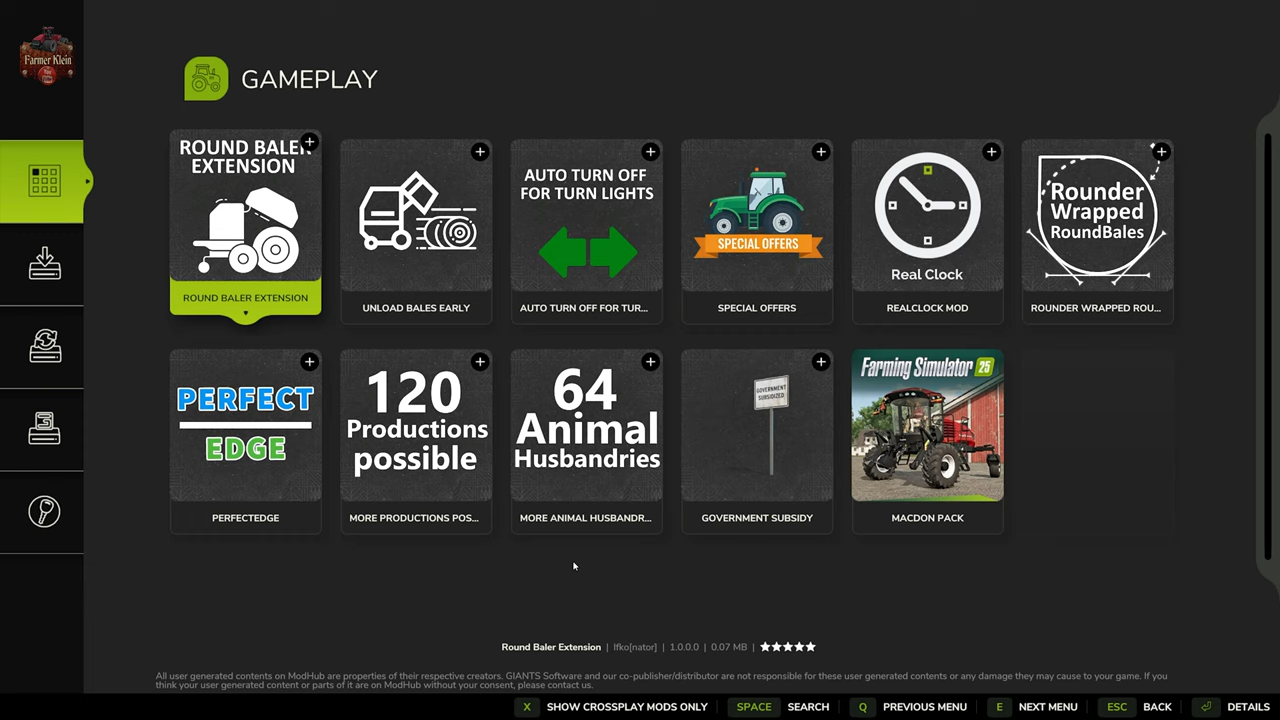 Farmer Klein
GAMEPLAY
ROUND BALER
EXTENSION
ROUND BALER EXTENSION
UNLOAD BALES EARLY
AUTO TURN OFF
FOR TURN LIGHTS
AUTO TURN OFF FOR TUR...
SPECIAL OFFERS
SPECIAL OFFERS
Real Clock
REALCLOCK MOD
Rounder
Wrapped
RoundBales
ROUNDER WRAPPED ROU...
PERFECT
EDGE
PERFECTEDGE
120
Productions
possible
MORE PRODUCTIONS POS...
64
Animal
Husbandries
MORE ANIMAL HUSBANDR...
GOVERNMENT
SUBSIDIZED
GOVERNMENT SUBSIDY
Farming Simulator 25
MACDON PACK
Round Baler Extension | Ifko[nator] | 1.0.0.0 | 0.07 MB |
All user generated contents on ModHub are properties of their respective creators. GIANTS Software and our co-publisher/distributor are not responsible for these user generated contents or any damage they may cause to your game. If you
think your user generated content or parts of it are on ModHub without your consent, please contact us.
X SHOW CROSSPLAY MODS ONLY SPACE SEARCH Q PREVIOUS MENU E NEXT MENU ESC BACK DETAILS